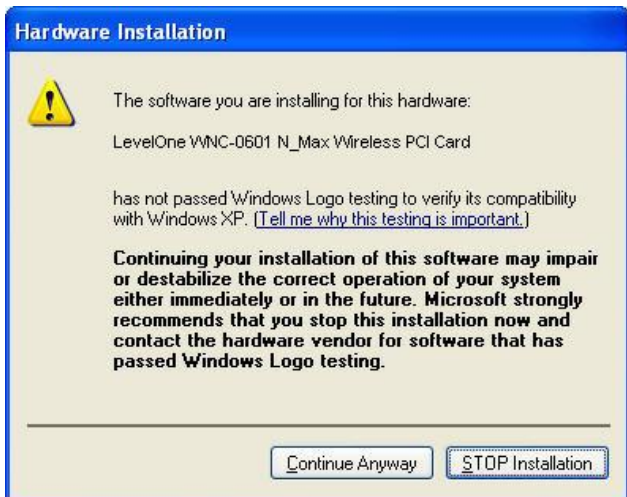 Hardware Installation
The software you are installing for this hardware:
LevelOne WNC-0601 N_Max Wireless PCI Card
has not passed Windows Logo testing to verify its compatibility
with Windows XP. (Tell me why this testing is important.)
Continuing your installation of this software may impair
or destabilize the correct operation of your system
either immediately or in the future. Microsoft strongly
recommends that you stop this installation now and
contact the hardware vendor for software that has
passed Windows Logo testing.
Continue Anyway
STOP Installation